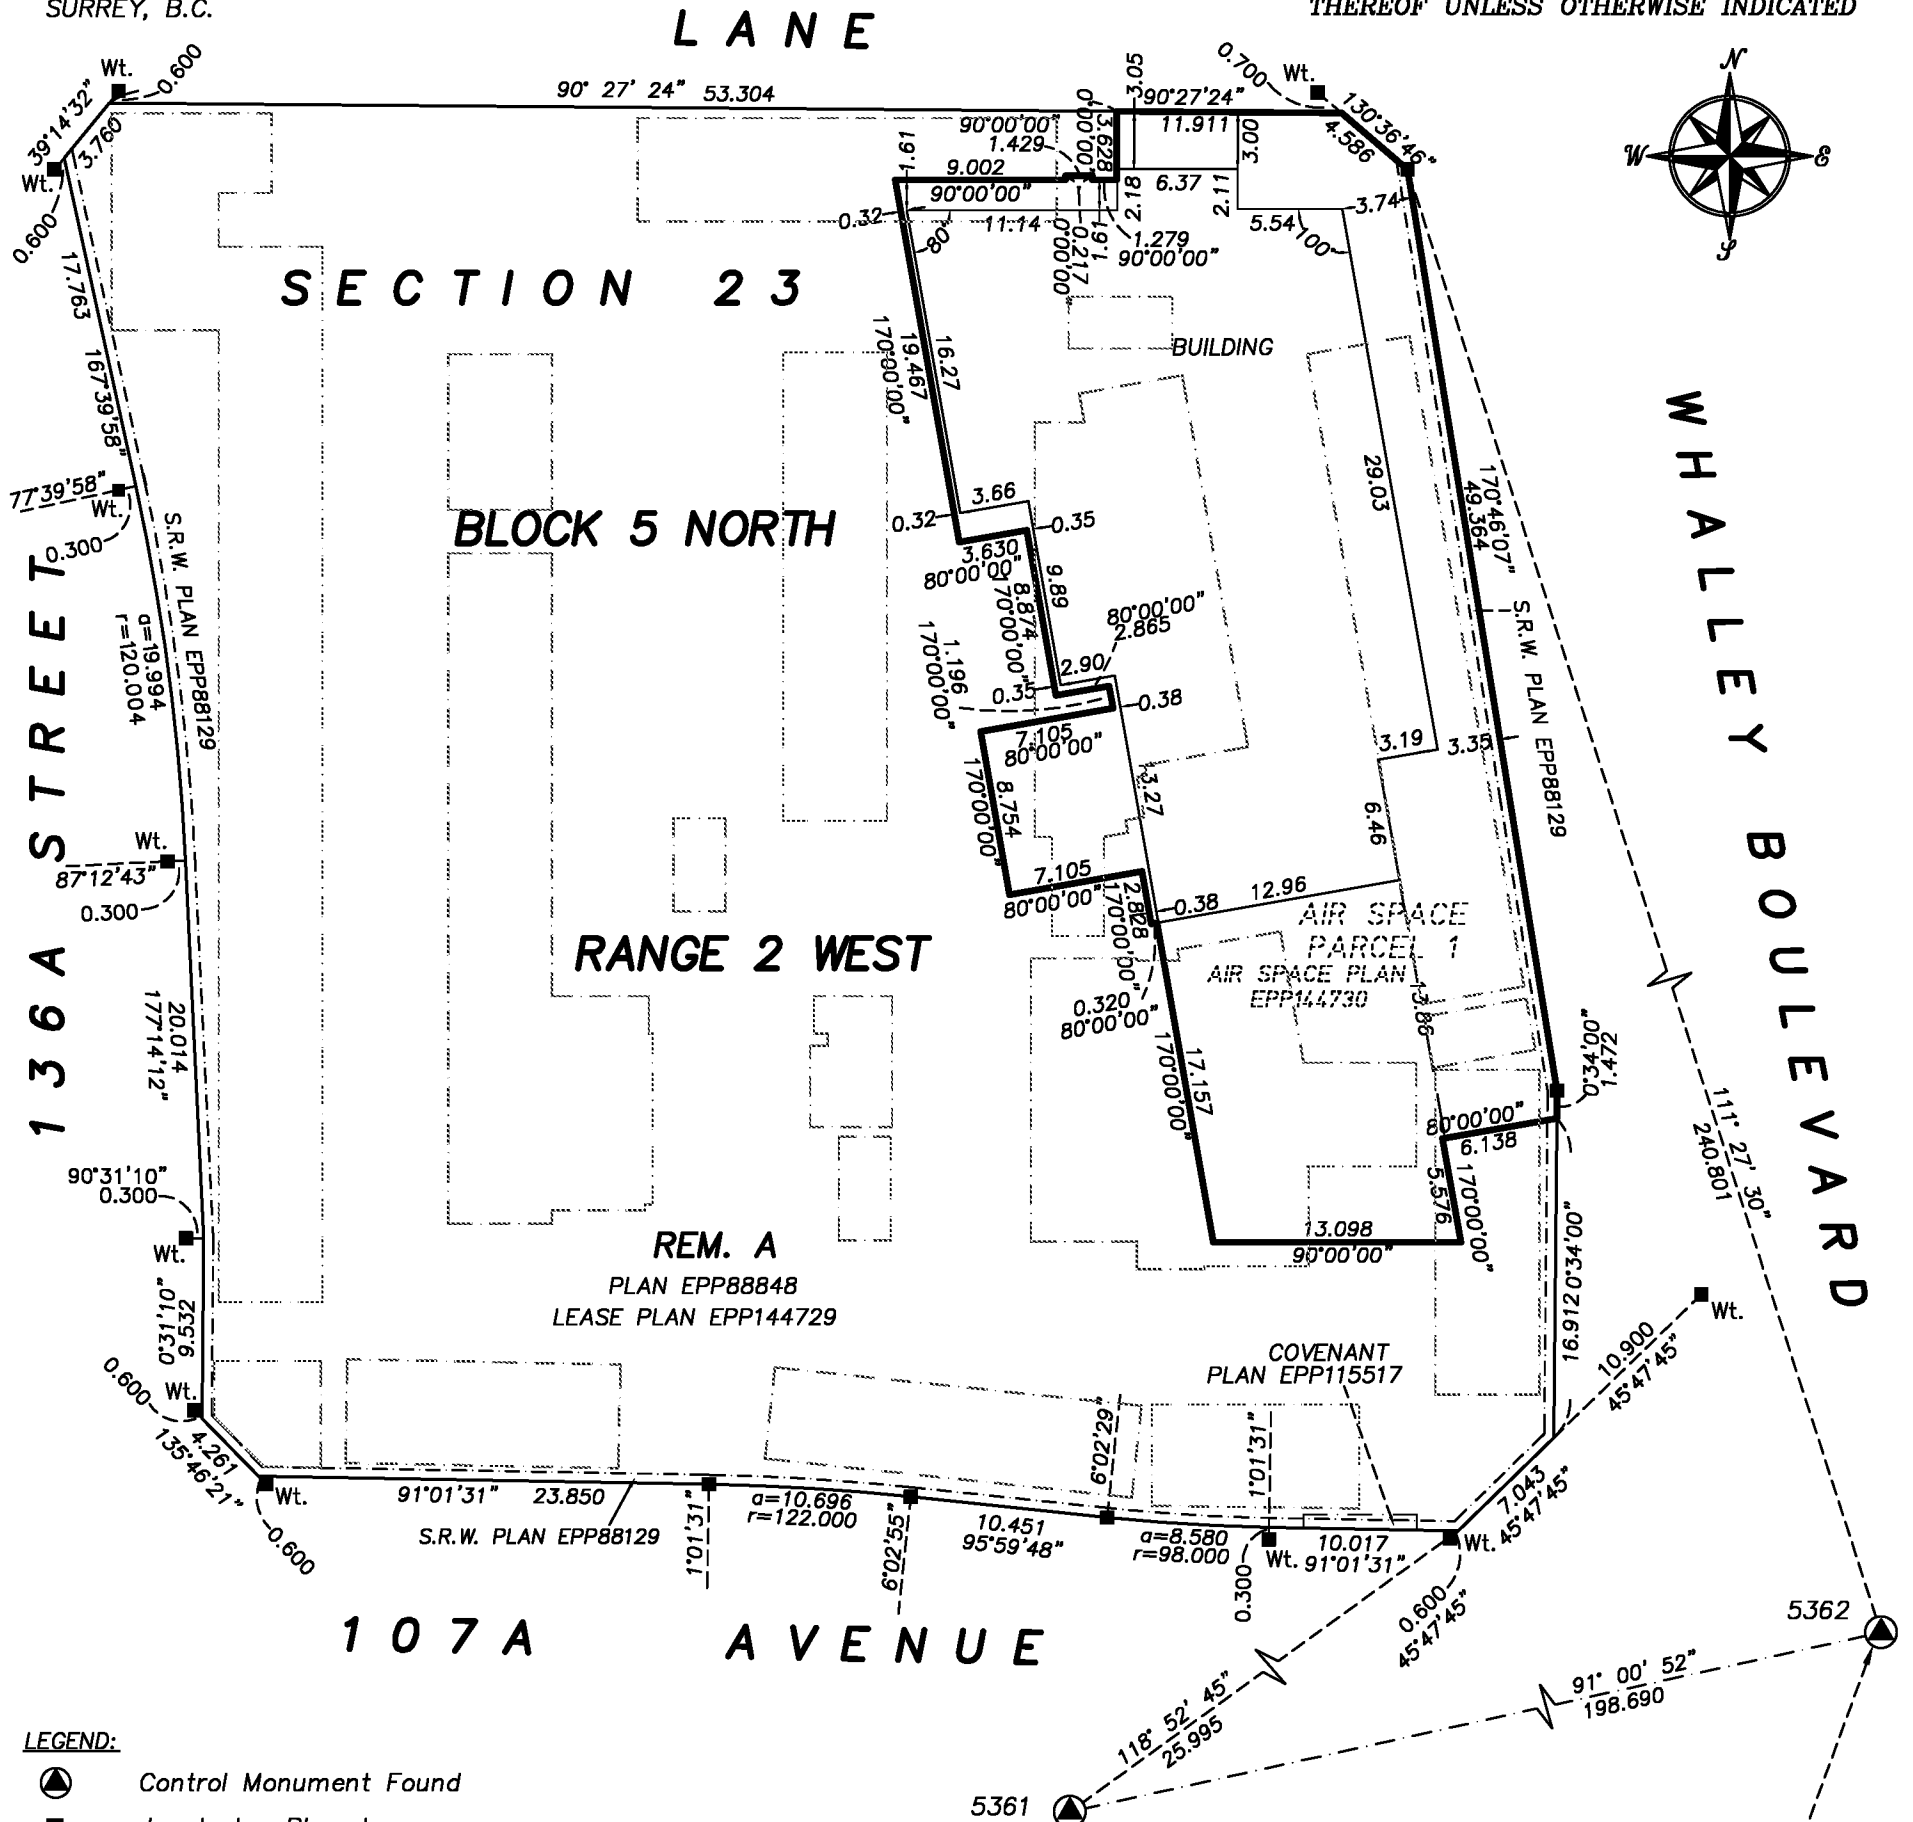 SURREY, B.C.
THEREOF UNLESS OTHERWISE INDICATED
LANE
N
W
E
S
Wt.
0.600
39°14'32"
3.760
Wt.
0.600
90° 27' 24" 53.304
3.05
90°27'24"
11.911
0.700
Wt.
130°36'46"
4.586
90°00'00"
1.429
0°00'00"
3.628
3.00
1.61
9.002
90°00'00"
6.37
2.18
2.11
3.74
0.32
80°
11.14
0°00'00"
0.217
1.61
1.279
90°00'00"
5.54
100°
17.763
167°39'58"
SECTION 23
BUILDING
170°00'00"
19.467
16.27
77°39'58"
Wt.
0.300
S.R.W. PLAN EPP88129
BLOCK 5 NORTH
3.66
0.32
0.35
3.630
80°00'00"
29.03
170°46'07"
49.364
9.89
8.874
170°00'00"
80°00'00"
2.865
S.R.W. PLAN EPP88129
a=19.994
r=120.004
2.90
1.196
170°00'00"
0.35
0.38
7.105
80°00'00"
3.19
3.35
170°00'00"
8.754
13.27
6.46
Wt.
87°12'43"
0.300
7.105
80°00'00"
2.828
170°00'00"
0.38
12.96
AIR SPACE
PARCEL 1
AIR SPACE PLAN
EPP144730
RANGE 2 WEST
0.320
80°00'00"
13.86
20.014
177°14'12"
17.157
170°00'00"
0°34'00"
1.472
80°00'00"
6.138
5.576
170°00'00"
13.098
90°00'00"
136A STREET
WHALLEY BOULEVARD
111° 27' 30"
240.801
90°31'10"
0.300
Wt.
REM. A
PLAN EPP88848
LEASE PLAN EPP144729
0°31'10"
9.532
16.912 0°34'00"
Wt.
10.900
45°47'45"
COVENANT
PLAN EPP115517
0.600
Wt.
4.261
135°46'21"
Wt.
0.600
91°01'31" 23.850
S.R.W. PLAN EPP88129
1°01'31"
a=10.696
r=122.000
6°02'55"
10.451
95°59'48"
6°02'29"
a=8.580
r=98.000
1°01'31"
0.300
Wt.
10.017
91°01'31"
Wt.
7.043
45°47'45"
0.600
45°47'45"
107A AVENUE
5362
91° 00' 52"
198.690
118° 52' 45"
25.995
5361
LEGEND:
Control Monument Found